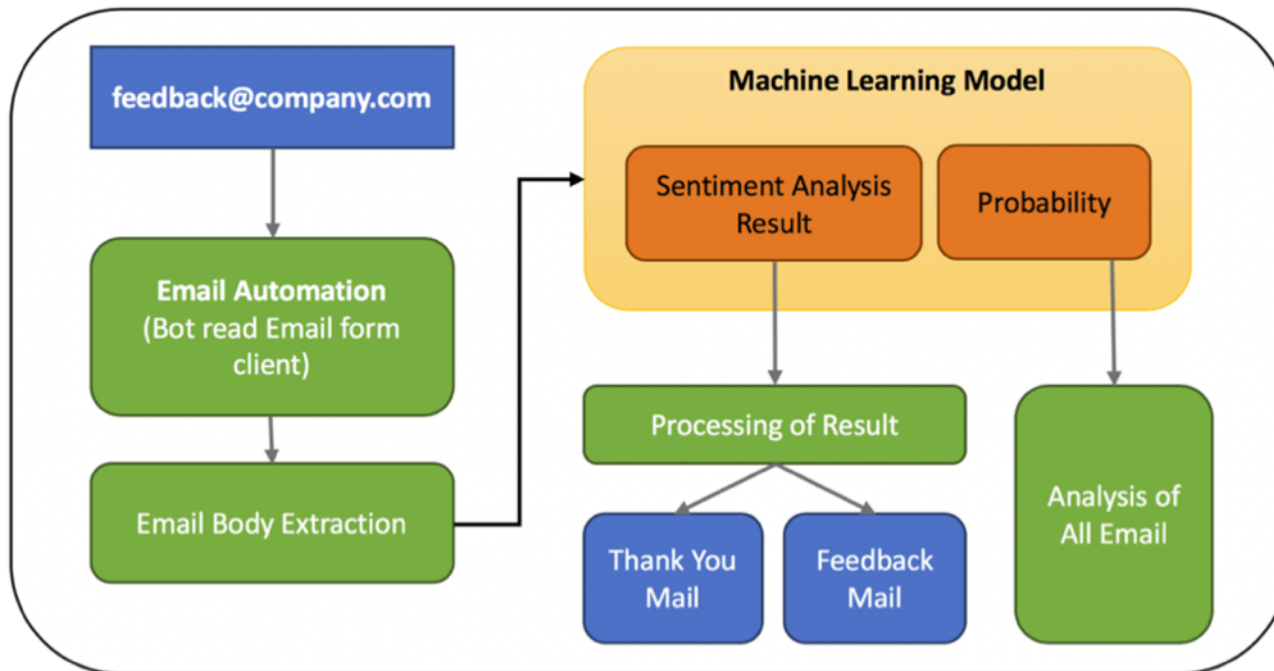 feedback@company.com
Email Automation
(Bot read Email form
client)
Email Body Extraction
Machine Learning Model
Sentiment Analysis
Result
Probability
Processing of Result
Thank You
Mail
Feedback
Mail
Analysis of
All Email